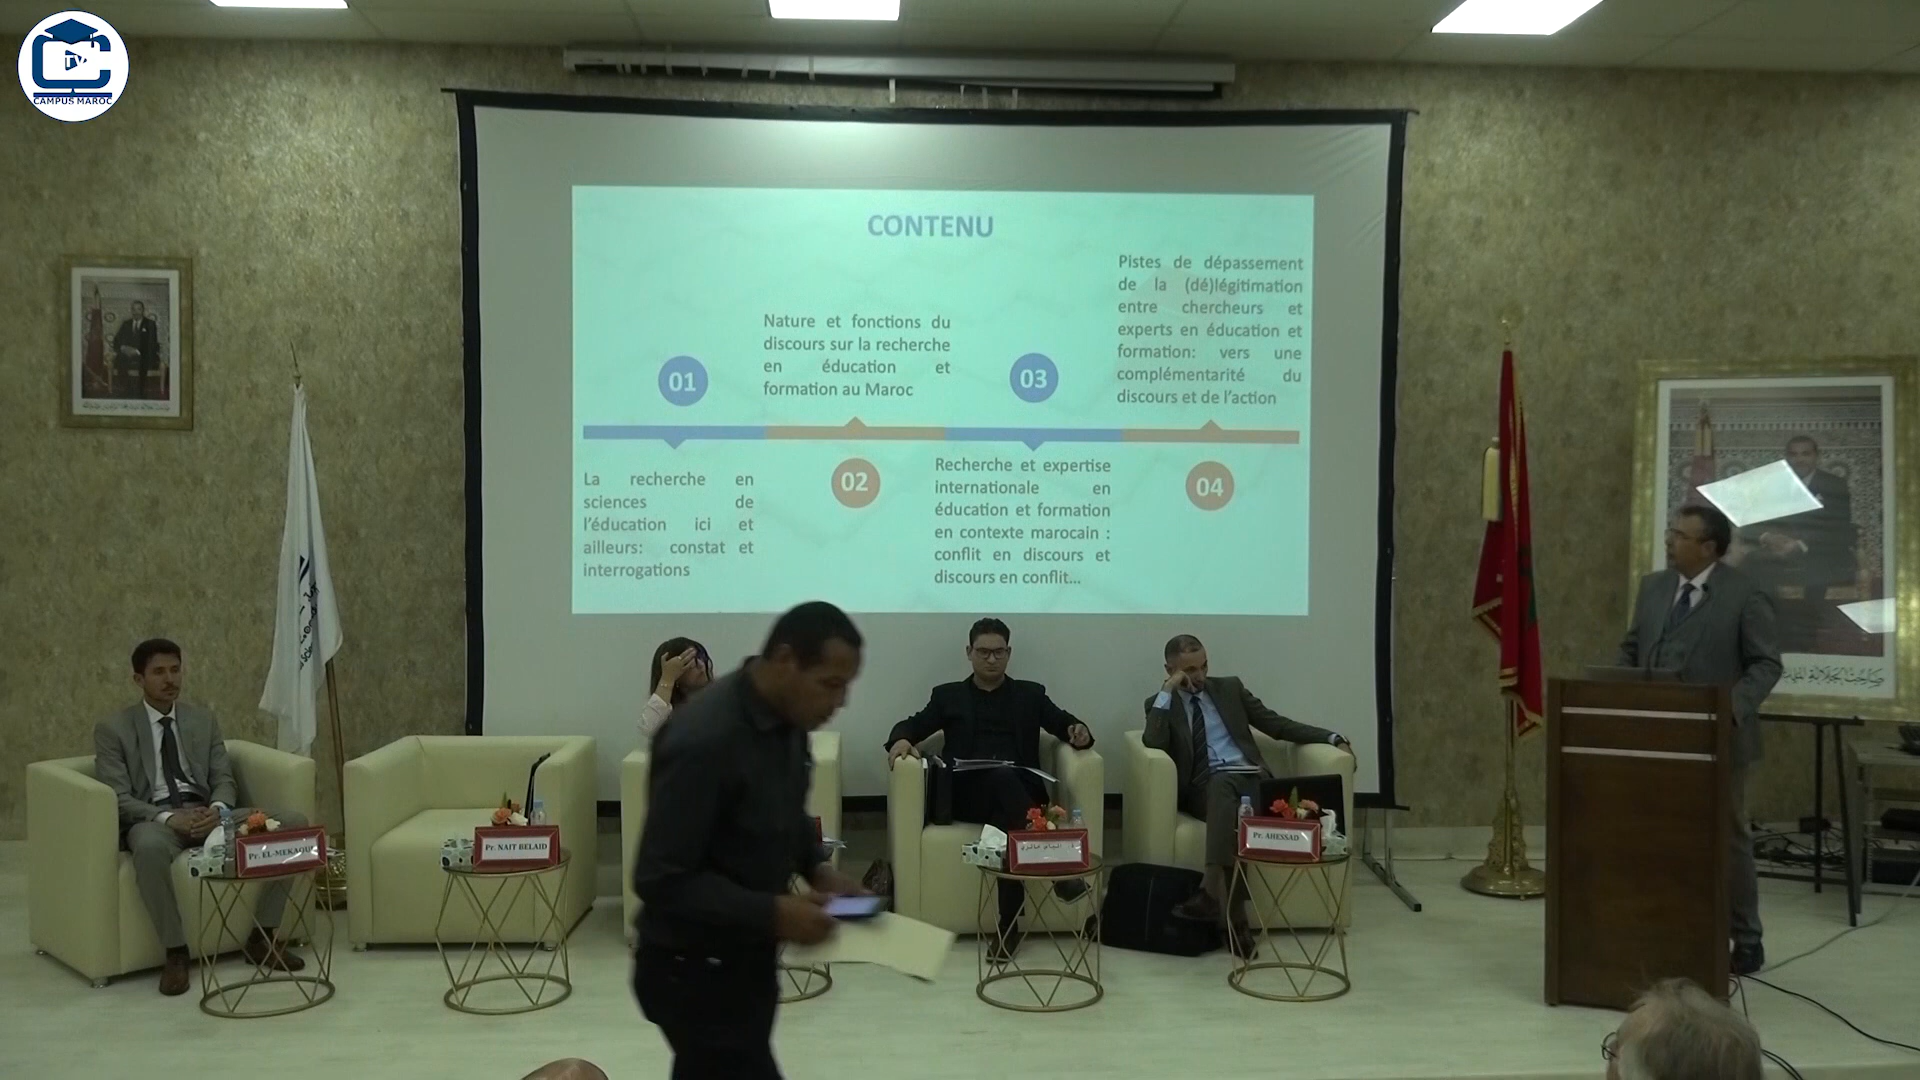 TV
CAMPUS MAROC
CONTENU
01
La recherche en
sciences de
l'éducation ici et
ailleurs: constat et
interrogations
Nature et fonctions du
discours sur la recherche
en éducation et
formation au Maroc
02
03
Recherche et expertise
internationale en
éducation et formation
en contexte marocain :
conflit en discours et
discours en conflit...
Pistes de dépassement
de la (dé)légitimation
entre chercheurs et
experts en éducation et
formation: vers une
complémentarité du
discours et de l'action
04
Pr. EL-MEKAOUI
Pr. NAIT BELAID
Pr. AHESSAD